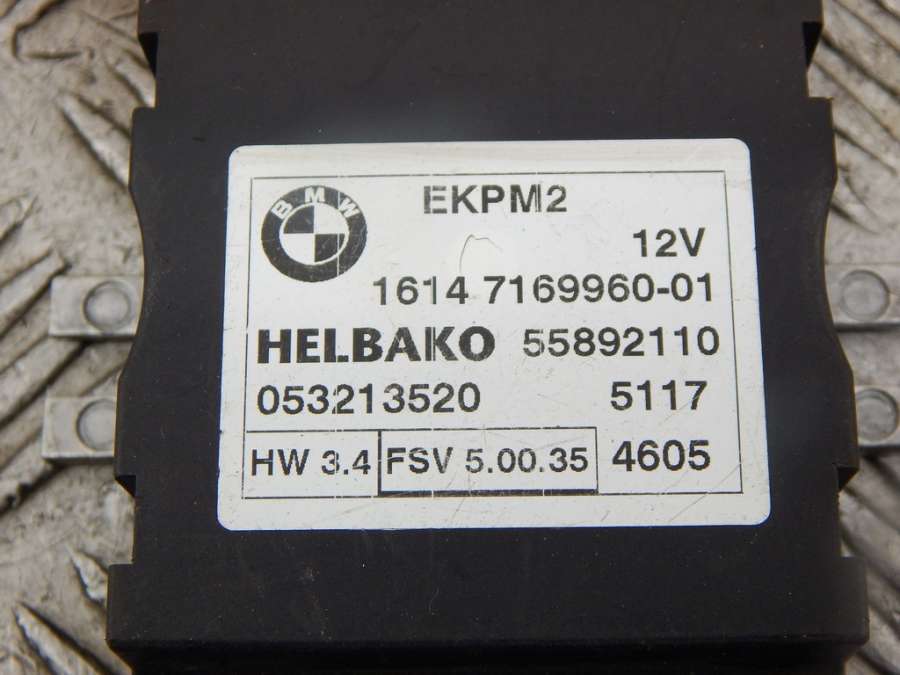 BMW
EKPM2
12V
1614 7169960-01
HELBAKO 55892110
053213520 5117
HW 3.4 FSV 5.00.35 4605